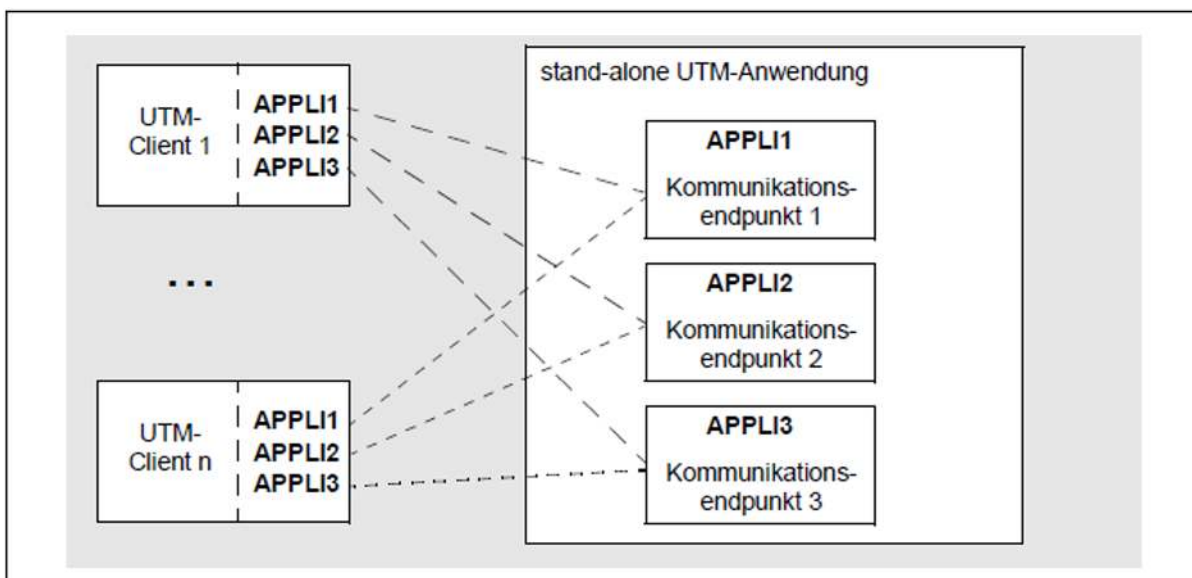 UTM-
Client 1
APPLI1
APPLI2
APPLI3
...
UTM-
Client n
APPLI1
APPLI2
APPLI3
stand-alone UTM-Anwendung
APPLI1
Kommunikations-
endpunkt 1
APPLI2
Kommunikations-
endpunkt 2
APPLI3
Kommunikations-
endpunkt 3